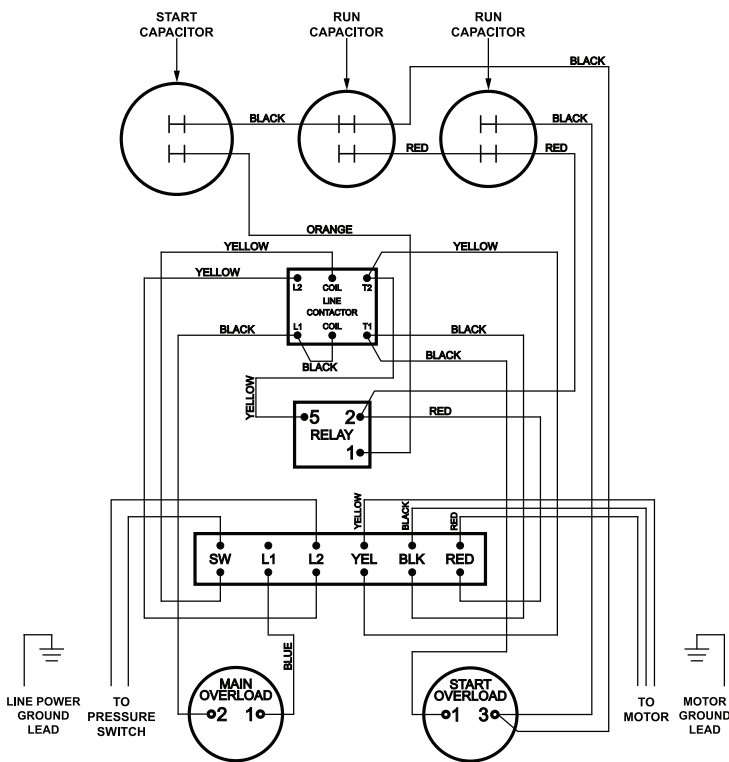 START
CAPACITOR
RUN
CAPACITOR
RUN
CAPACITOR
BLACK
BLACK
BLACK
RED
RED
ORANGE
YELLOW
YELLOW
YELLOW
L2
COIL
T2
LINE
CONTACTOR
L1
COIL
T1
BLACK
BLACK
BLACK
BLACK
YELLOW
5
2
RELAY
1
RED
YELLOW
BLACK
RED
SW
L1
L2
YEL
BLK
RED
BLUE
MAIN
OVERLOAD
2
1
START
OVERLOAD
1
3
LINE POWER
GROUND
LEAD
TO
PRESSURE
SWITCH
TO
MOTOR
MOTOR
GROUND
LEAD